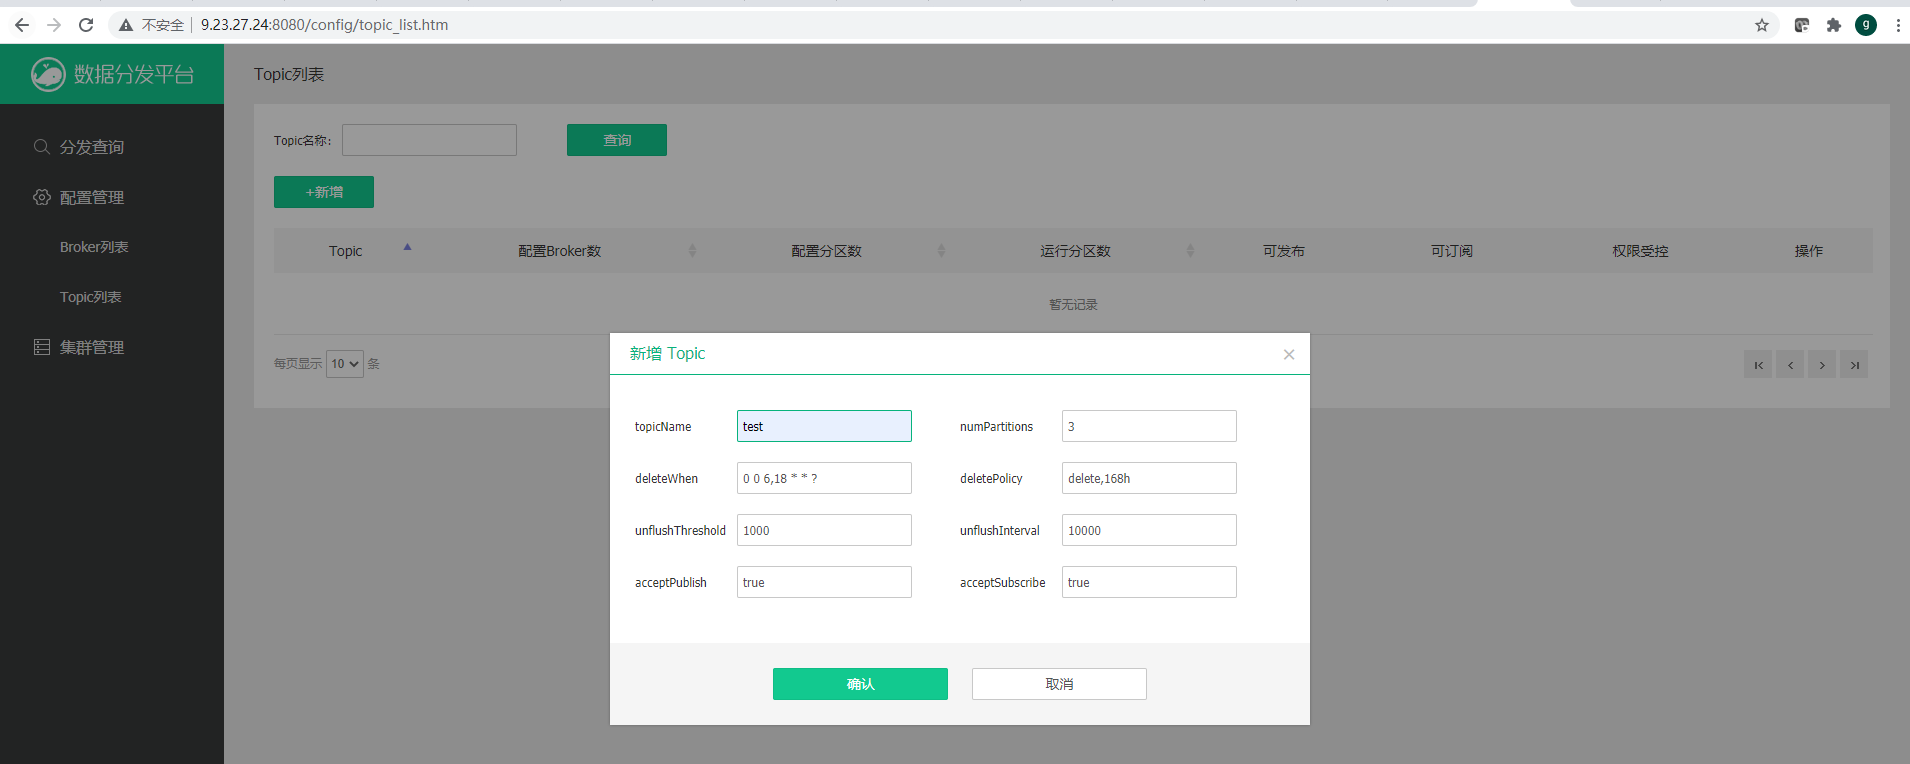 不安全 9.23.27.24:8080/config/topic_list.htm g
数据分发平台
分发查询
配置管理
Broker列表
Topic列表
集群管理
Topic列表
Topic名称: 查询
+新增
Topic 配置Broker数 配置分区数 运行分区数 可发布 可订阅 权限受控 操作
暂无记录
每页显示 10 条
新增 Topic
topicName test numPartitions 3
deleteWhen 0 0 6,18 * * ? deletePolicy delete,168h
unflushThreshold 1000 unflushInterval 10000
acceptPublish true acceptSubscribe true
确认 取消